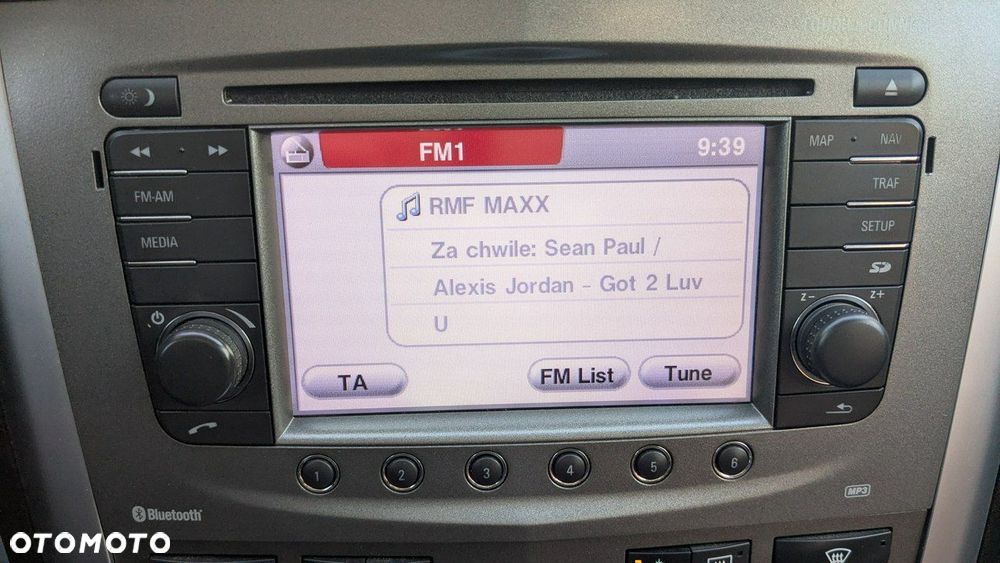 FM1
9:39
MAP
NAV
FM-AM
RMF MAXX
TRAF
MEDIA
Za chwile: Sean Paul /
SETUP
Alexis Jordan - Got 2 Luv
U
Z-
Z+
TA
FM List
Tune
1
2
3
4
5
6
MP3
Bluetooth
OTOMOTO